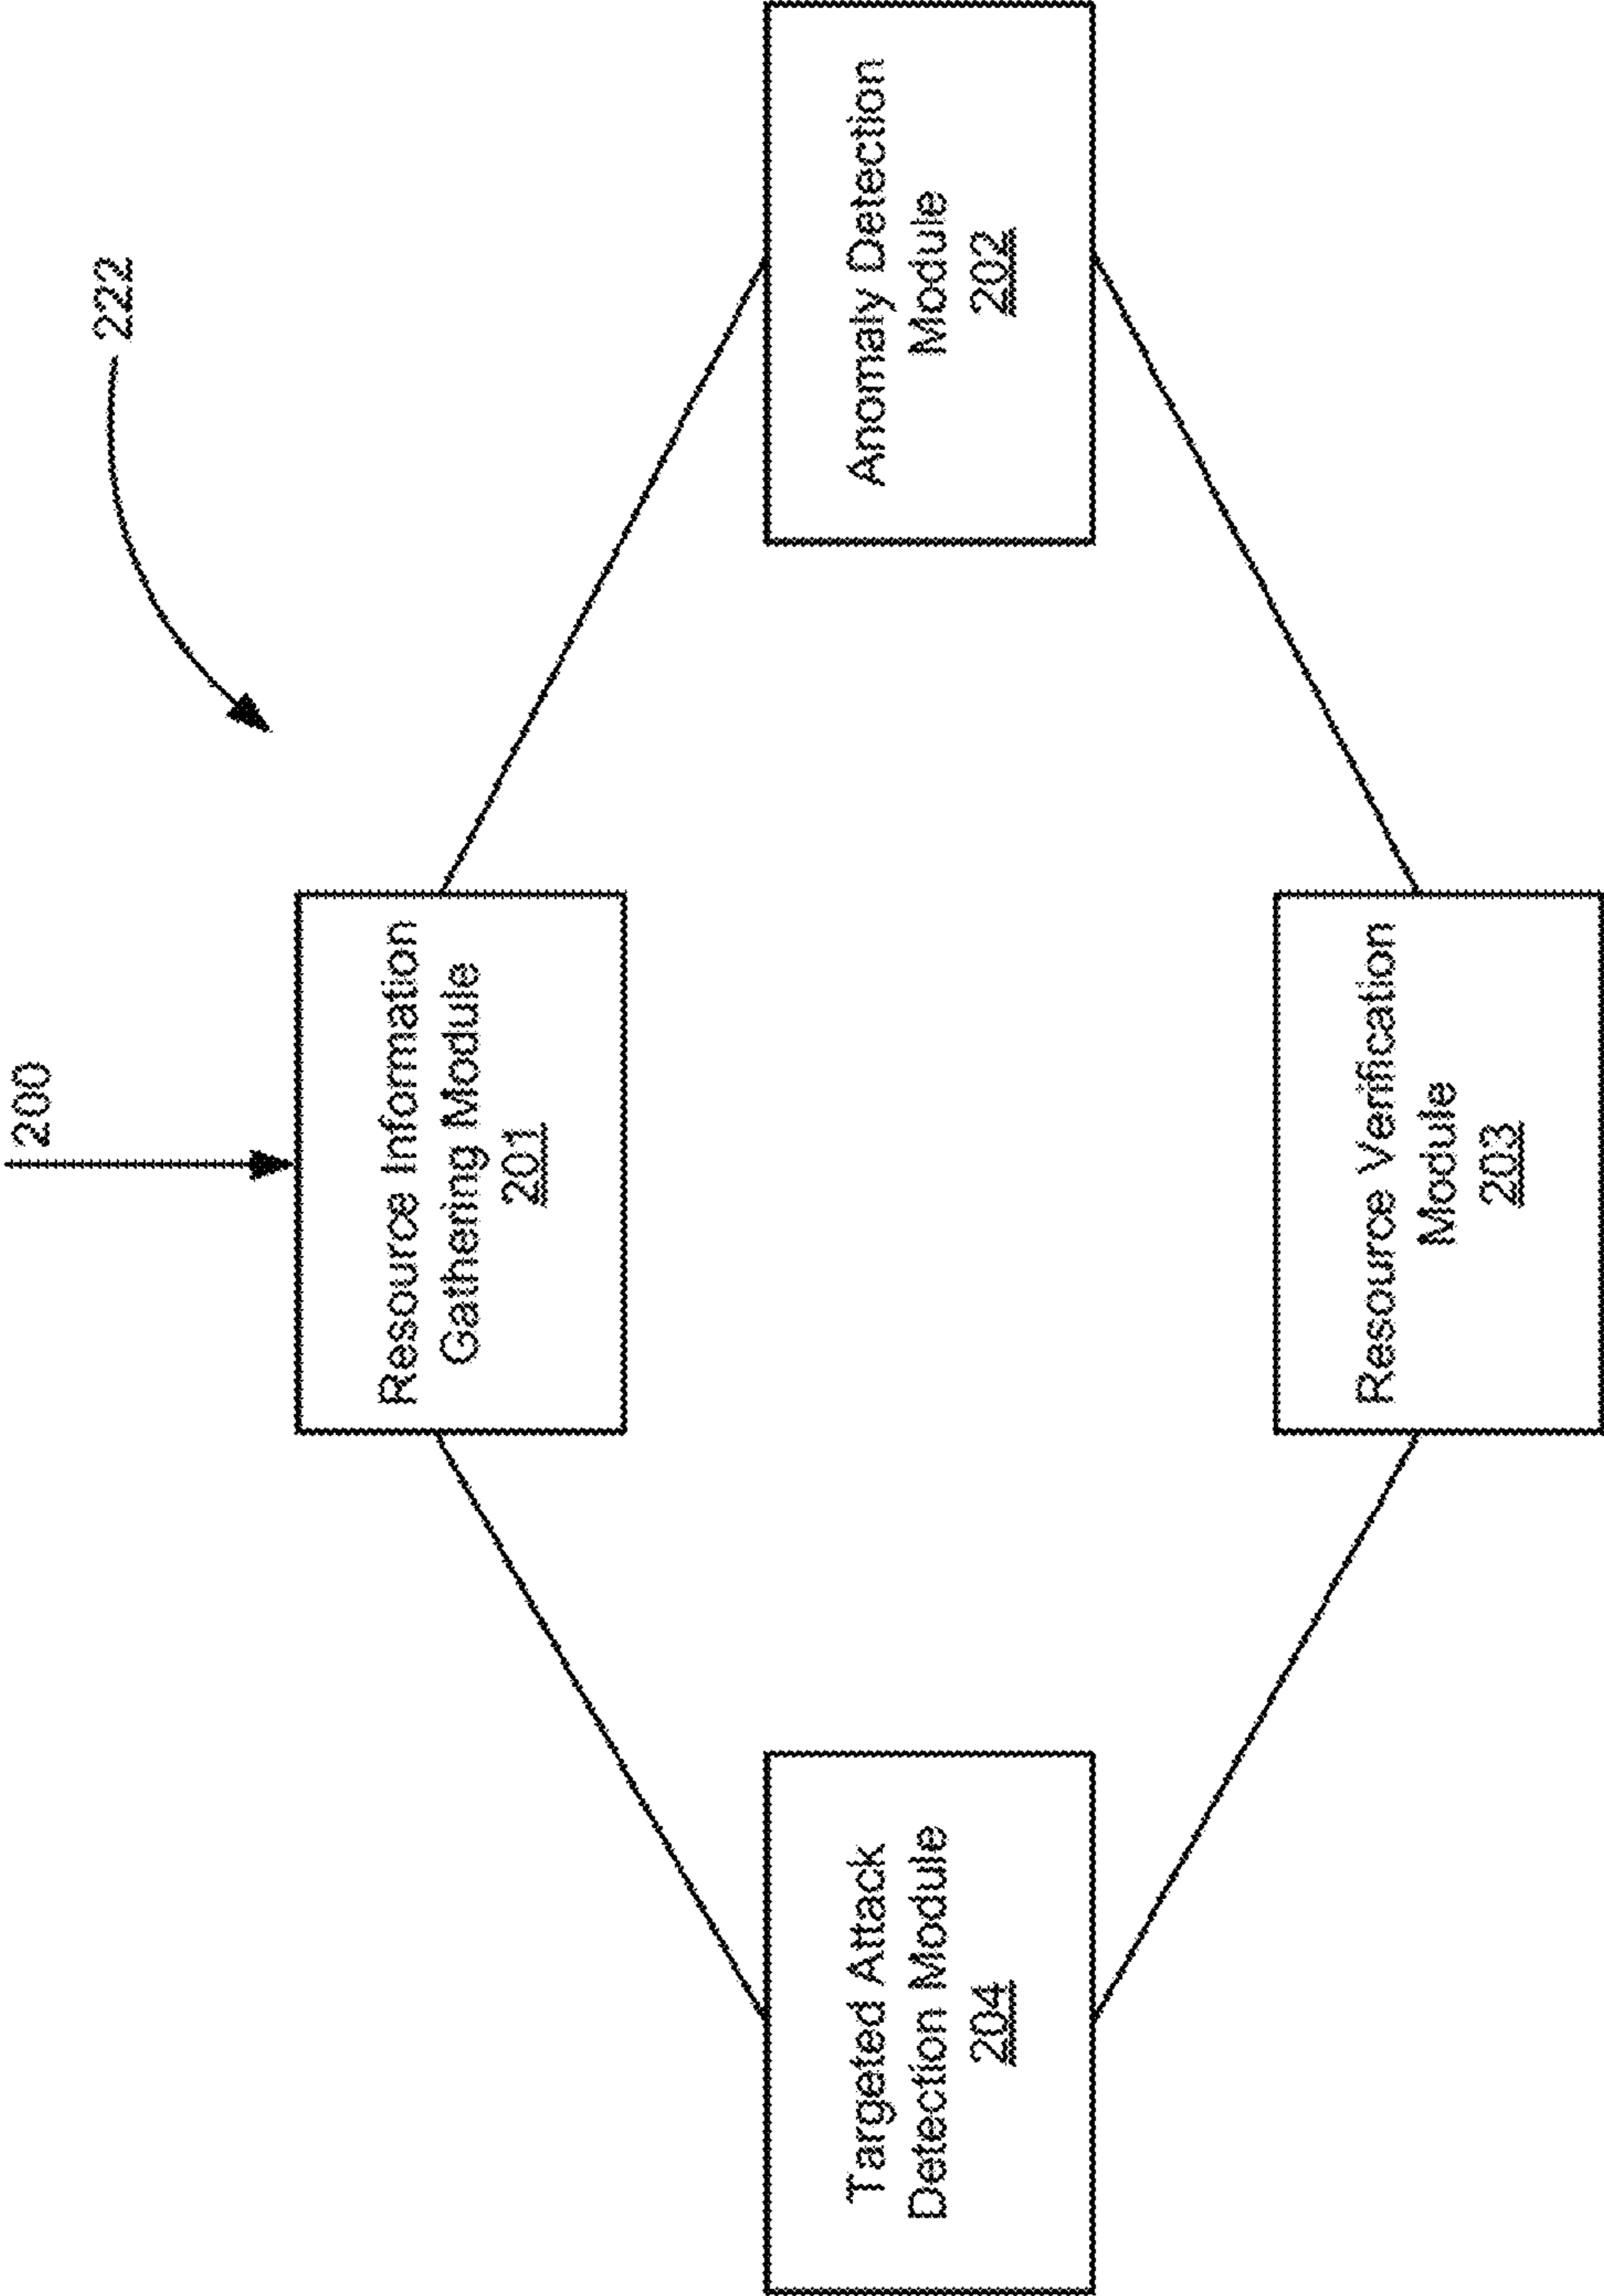 200
222
Resource Information
Gathering Module
201
Targeted Attack
Detection Module
204
Anomaly Detection
Module
202
Resource Verification
Module
203